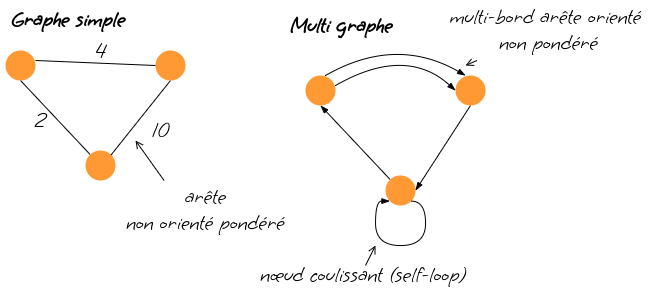 Graphe simple
4
2
10
arête
non orienté pondéré
Multi graphe
multi-bord arête orienté
non pondéré
nœud coulissant (self-loop)